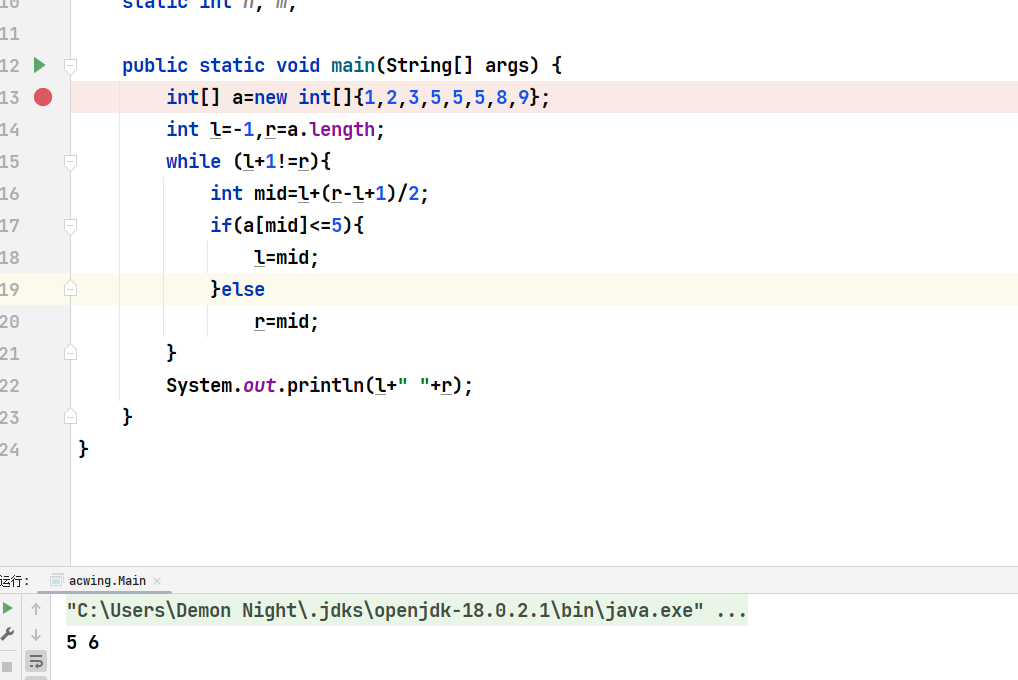 10 static int n, m,
11
12 public static void main(String[] args) {
13 int[] a=new int[]{1,2,3,5,5,5,8,9};
14 int l=-1,r=a.length;
15 while (l+1!=r){
16 int mid=l+(r-l+1)/2;
17 if(a[mid]<=5){
18 l=mid;
19 }else
20 r=mid;
21 }
22 System.out.println(l+" "+r);
23 }
24 }
运行: acwing.Main ×
"C:\Users\Demon Night\.jdks\openjdk-18.0.2.1\bin\java.exe" ...
5 6